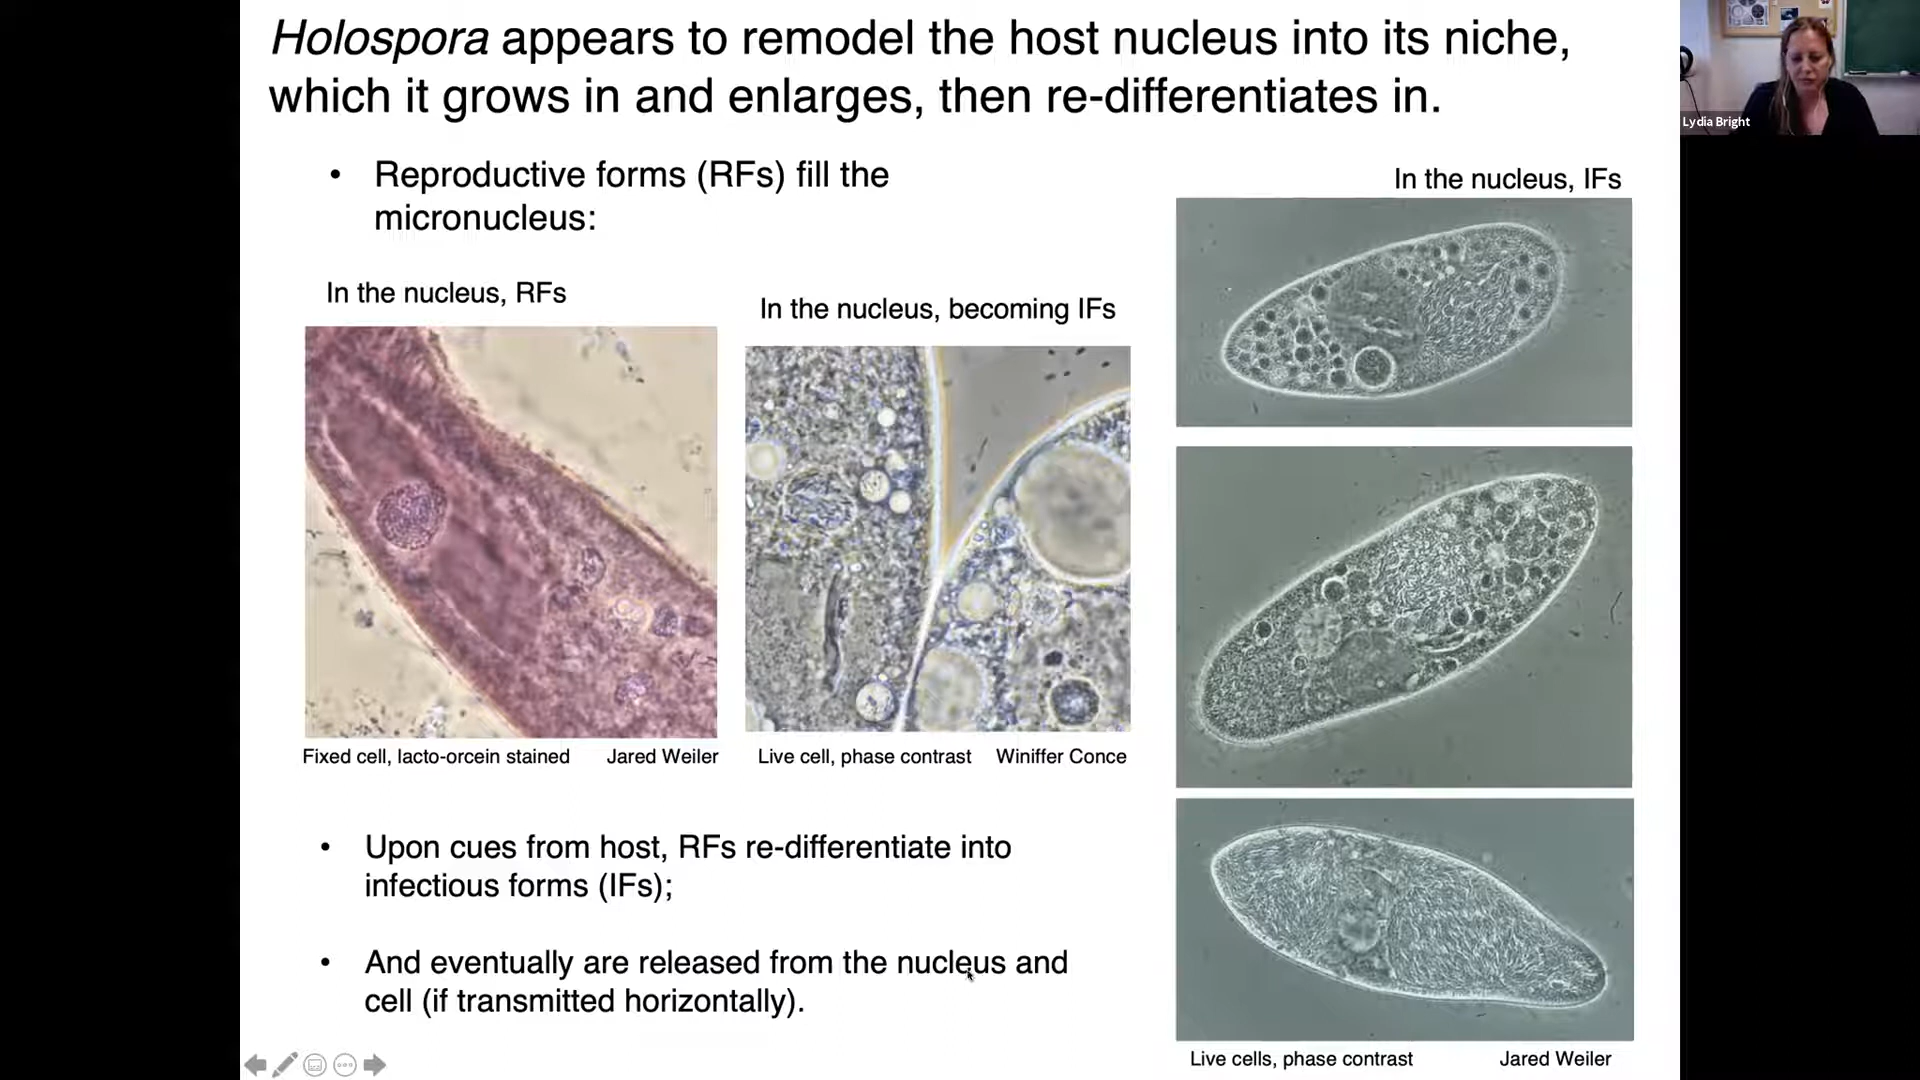 Holospora appears to remodel the host nucleus into its niche,
which it grows in and enlarges, then re-differentiates in.
Lydia Bright
• Reproductive forms (RFs) fill the
micronucleus:
In the nucleus, RFs
In the nucleus, becoming IFs
In the nucleus, IFs
Fixed cell, lacto-orcein stained
Jared Weiler
Live cell, phase contrast
Winiffer Conce
• Upon cues from host, RFs re-differentiate into
infectious forms (IFs);
• And eventually are released from the nucleus and
cell (if transmitted horizontally).
Live cells, phase contrast
Jared Weiler